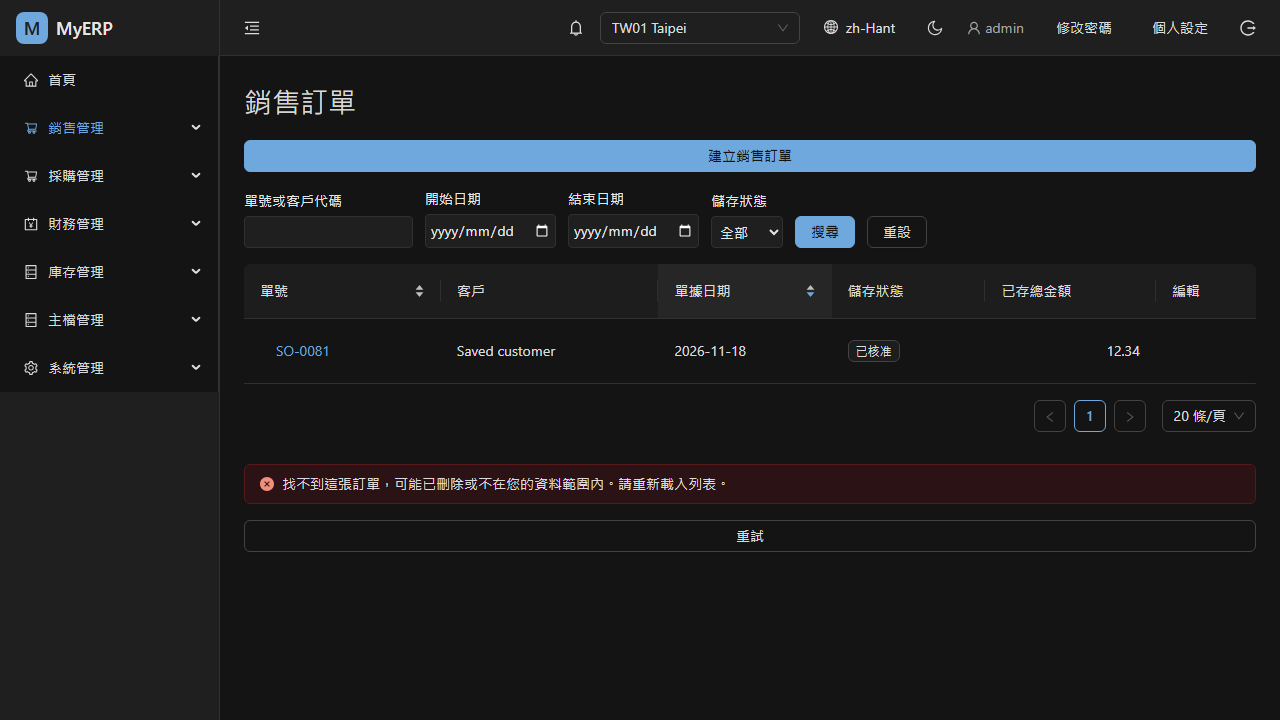 M MyERP
TW01 Taipei
zh-Hant
admin
修改密碼
個人設定
首頁
銷售管理
採購管理
財務管理
庫存管理
主檔管理
系統管理
銷售訂單
建立銷售訂單
單號或客戶代碼
開始日期
結束日期
儲存狀態
yyyy/mm/dd
yyyy/mm/dd
全部
搜尋
重設
單號 客戶 單據日期 儲存狀態 已存總金額 編輯
SO-0081 Saved customer 2026-11-18 已核准 12.34
1
20 條/頁
找不到這張訂單，可能已刪除或不在您的資料範圍內。請重新載入列表。
重試